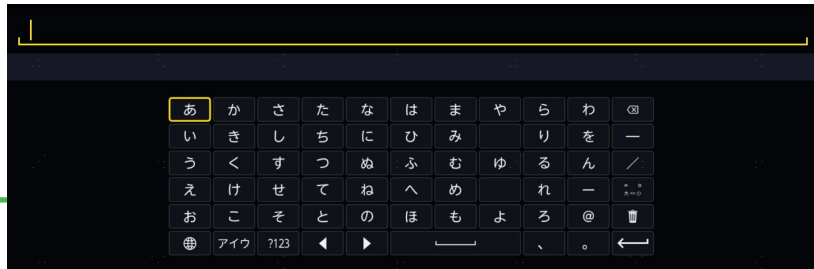 あ か さ た な は ま や ら わ
い き し ち に ひ み り を ー
う く す つ ぬ ふ む ゆ る ん ／
え け せ て ね へ め れ ー ゛゜大⇔小
お こ そ と の ほ も よ ろ @
アイウ ?123 、 。